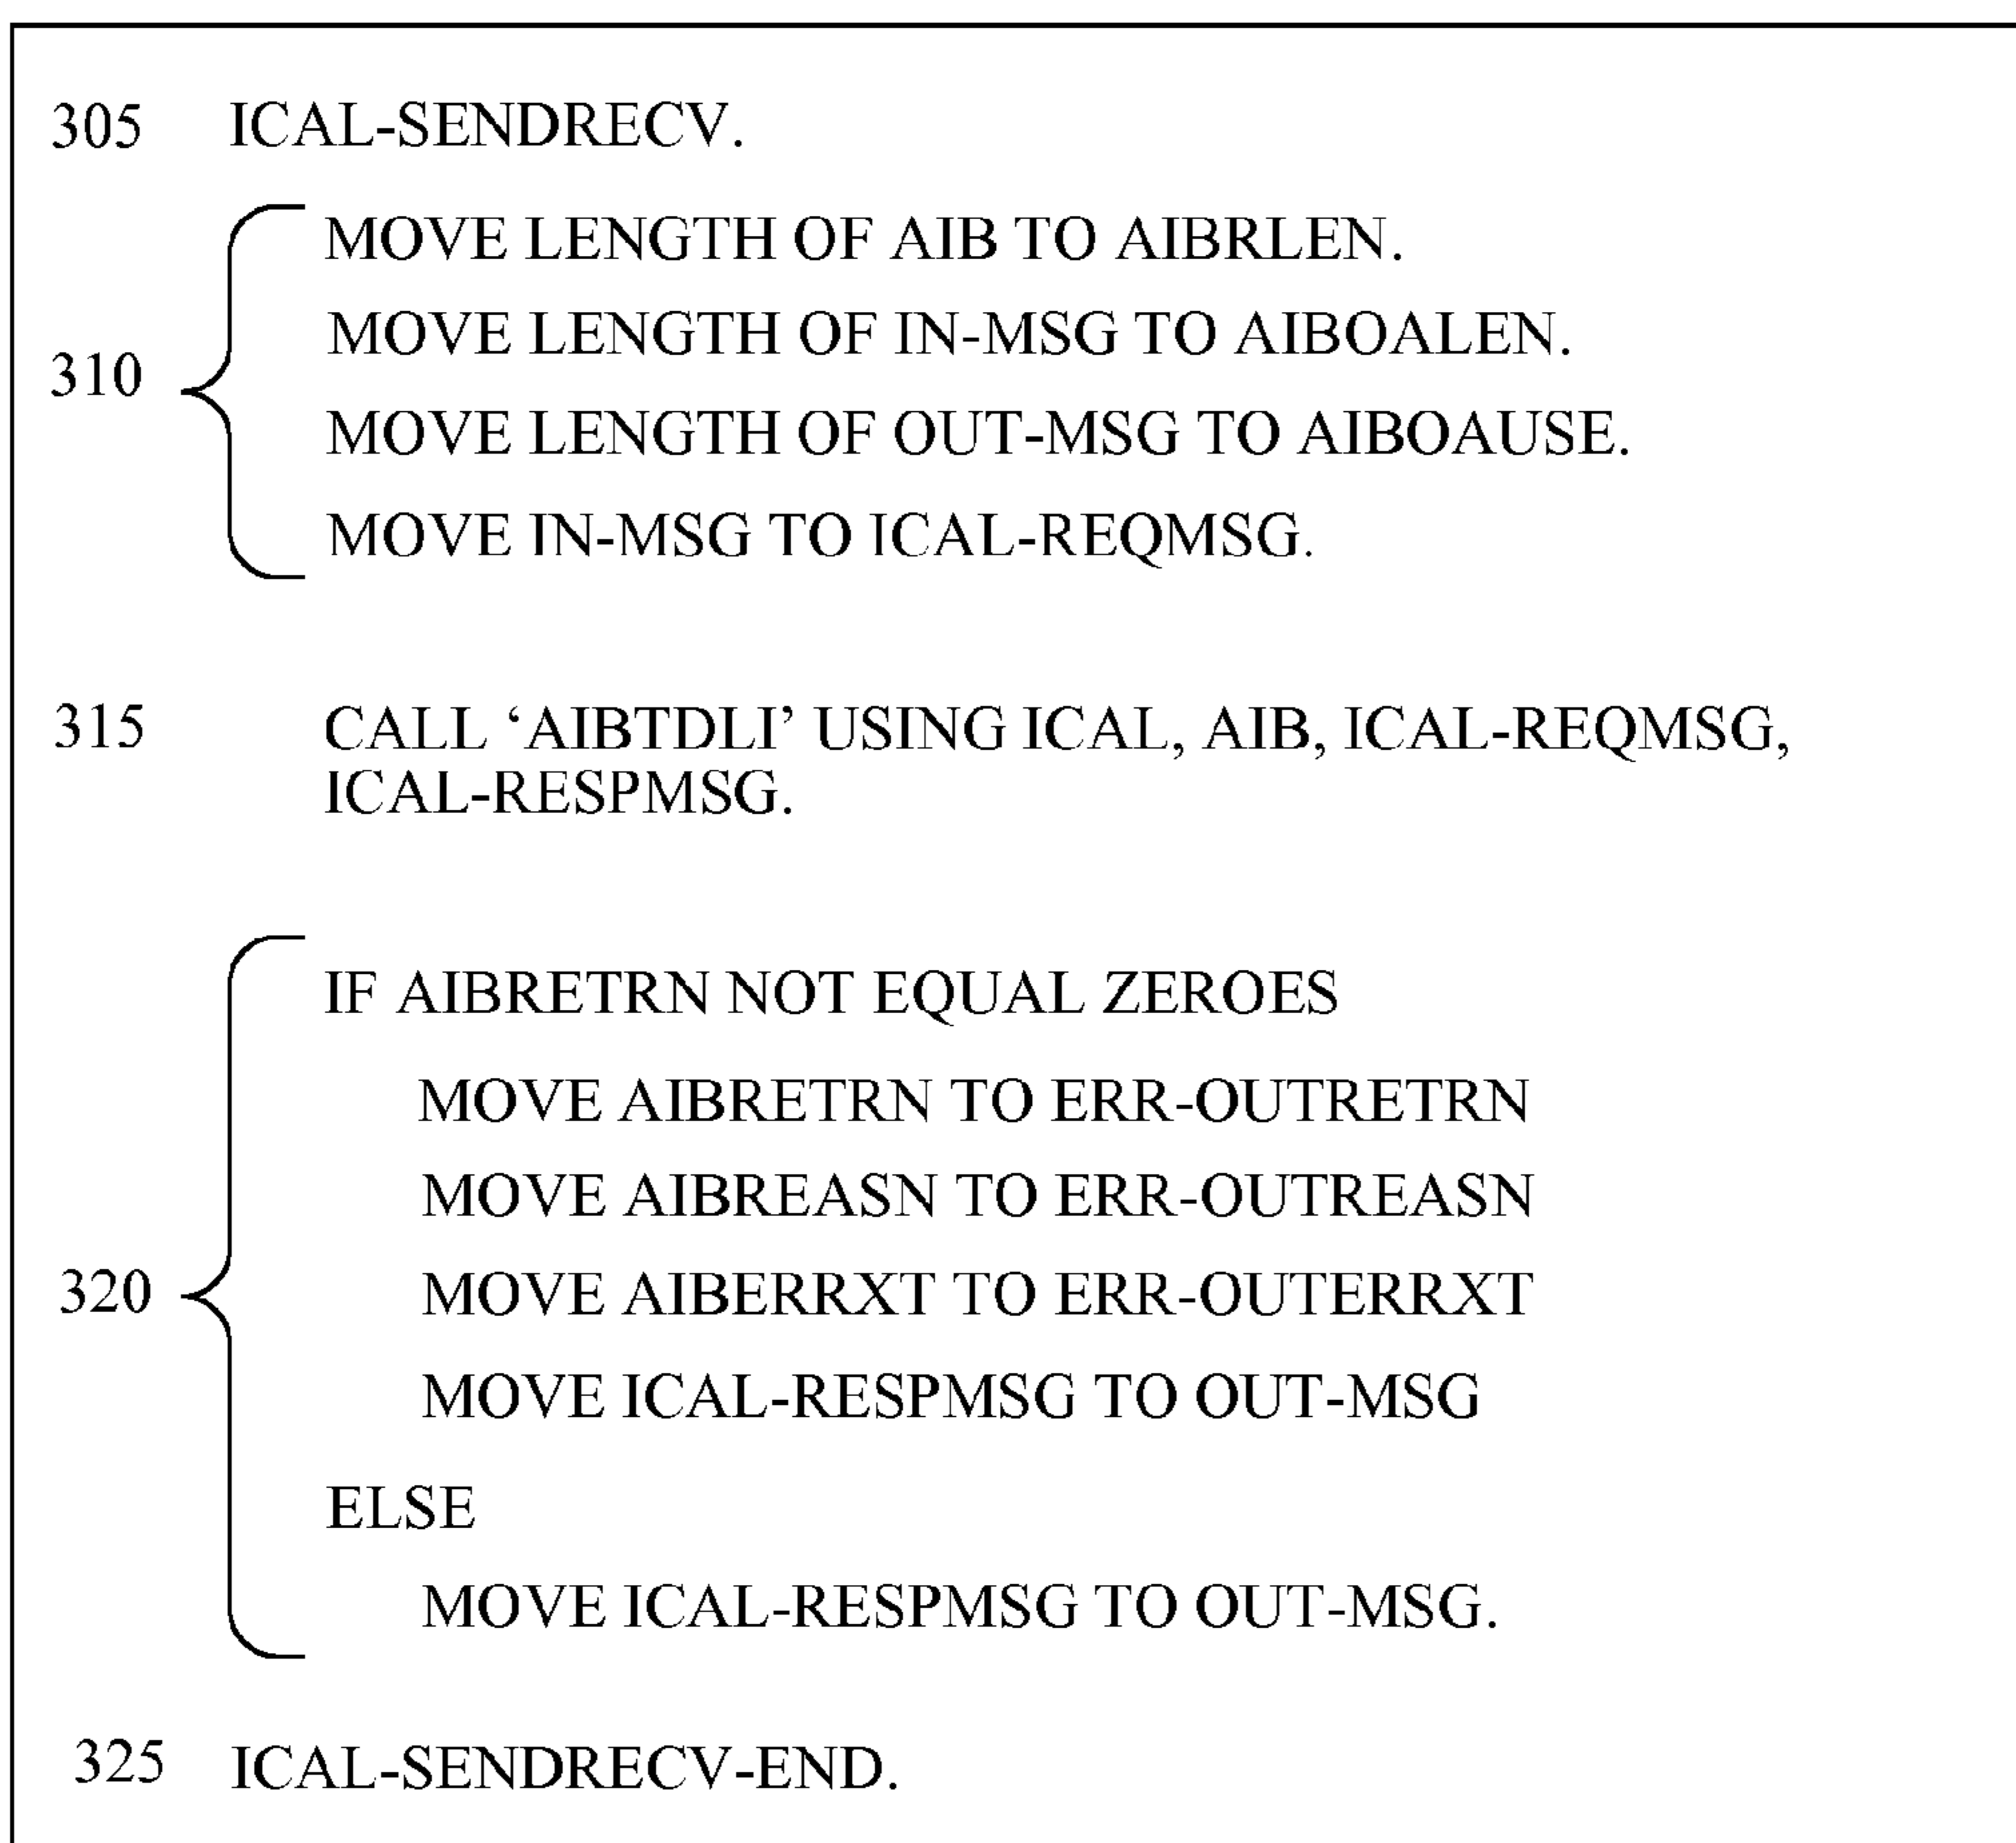 305 ICAL-SENDRECV.
MOVE LENGTH OF AIB TO AIBRLEN.
MOVE LENGTH OF IN-MSG TO AIBOALEN.
310
MOVE LENGTH OF OUT-MSG TO AIBOAUSE.
MOVE IN-MSG TO ICAL-REQMSG.
315 CALL ‘AIBTDLI’ USING ICAL, AIB, ICAL-REQMSG,
ICAL-RESPMSG.
IF AIBRETRN NOT EQUAL ZEROES
MOVE AIBRETRN TO ERR-OUTRETRN
MOVE AIBREASN TO ERR-OUTREASN
320 MOVE AIBERRXT TO ERR-OUTERRXT
MOVE ICAL-RESPMSG TO OUT-MSG
ELSE
MOVE ICAL-RESPMSG TO OUT-MSG.
325 ICAL-SENDRECV-END.